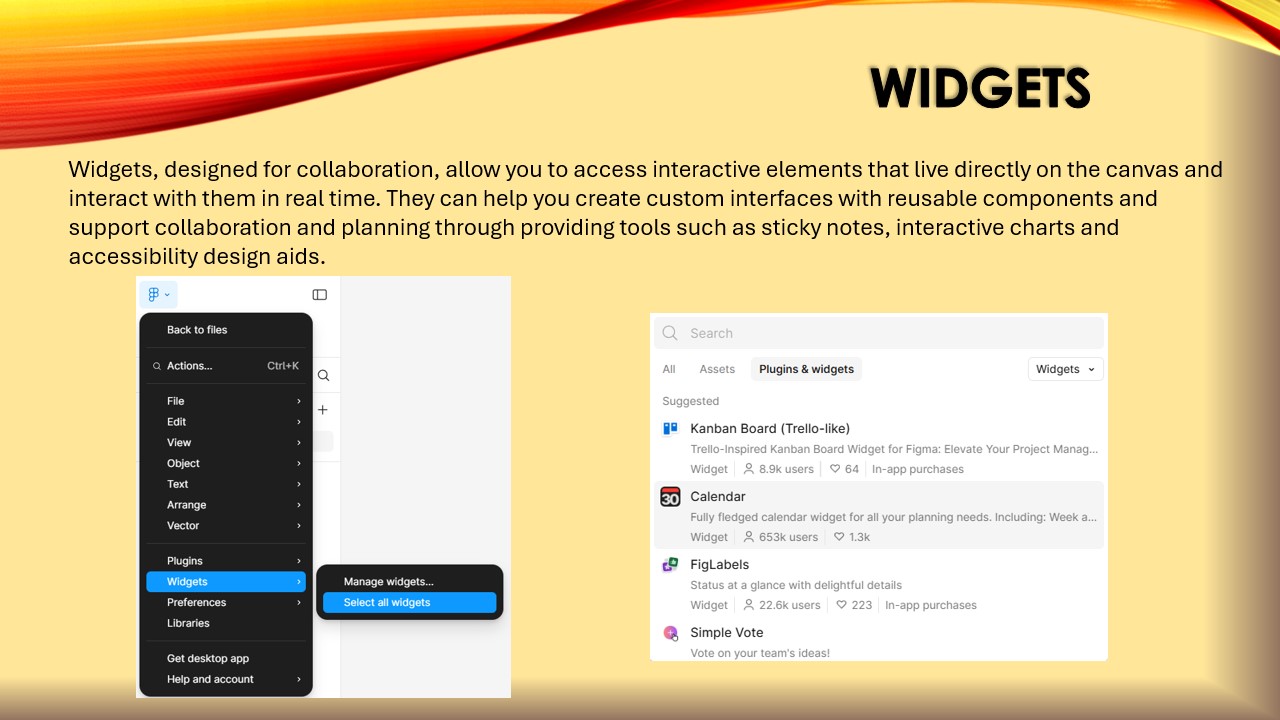 WIDGETS
Widgets, designed for collaboration, allow you to access interactive elements that live directly on the canvas and
interact with them in real time. They can help you create custom interfaces with reusable components and
support collaboration and planning through providing tools such as sticky notes, interactive charts and
accessibility design aids.
Back to files
Actions... Ctrl+K
File
Edit
View
Object
Text
Arrange
Vector
Plugins
Widgets
Preferences
Libraries
Get desktop app
Help and account
Manage widgets...
Select all widgets
Search
All Assets Plugins & widgets Widgets
Suggested
Kanban Board (Trello-like)
Trello-Inspired Kanban Board Widget for Figma: Elevate Your Project Manag...
Widget 8.9k users 64 In-app purchases
30 Calendar
Fully fledged calendar widget for all your planning needs. Including: Week a...
Widget 653k users 1.3k
FigLabels
Status at a glance with delightful details
Widget 22.6k users 223 In-app purchases
Simple Vote
Vote on your team's ideas!